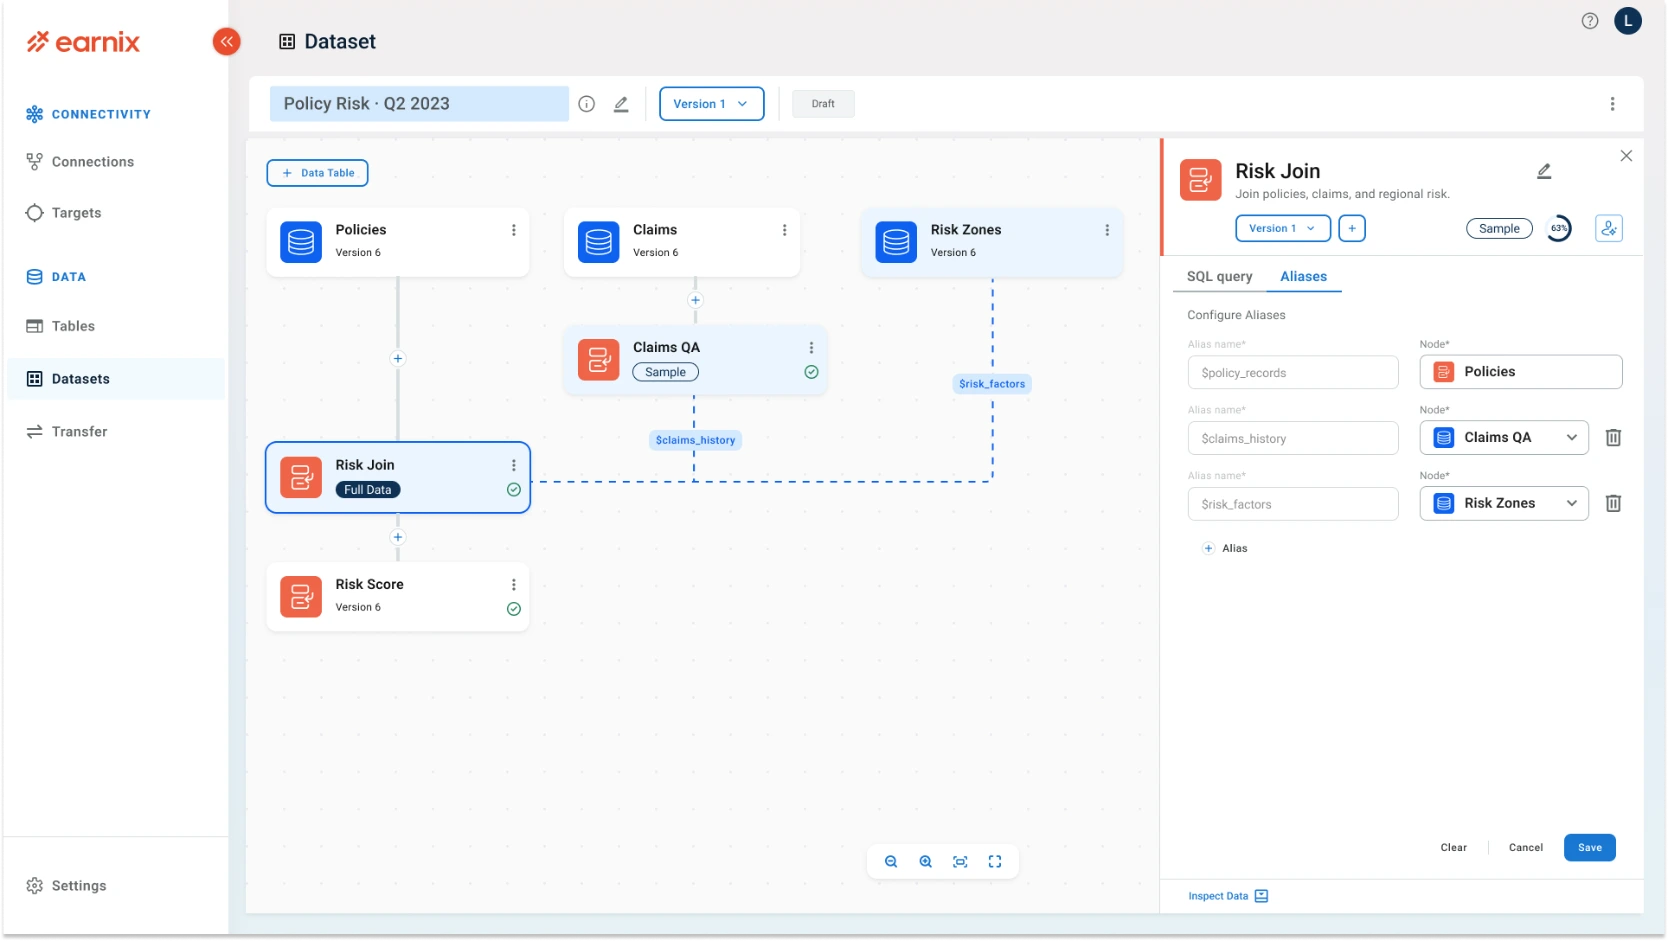 earnix
Dataset
L
CONNECTIVITY
Connections
Targets
DATA
Tables
Datasets
Transfer
Settings
Policy Risk · Q2 2023
Version 1
Draft
+ Data Table
Policies
Version 6
Claims
Version 6
Risk Zones
Version 6
Claims QA
Sample
$risk_factors
$claims_history
Risk Join
Full Data
Risk Score
Version 6
Risk Join
Join policies, claims, and regional risk.
Version 1
+
Sample
63%
SQL query
Aliases
Configure Aliases
Alias name*
Node*
$policy_records
Policies
Alias name*
Node*
$claims_history
Claims QA
Alias name*
Node*
$risk_factors
Risk Zones
+ Alias
Clear
Cancel
Save
Inspect Data